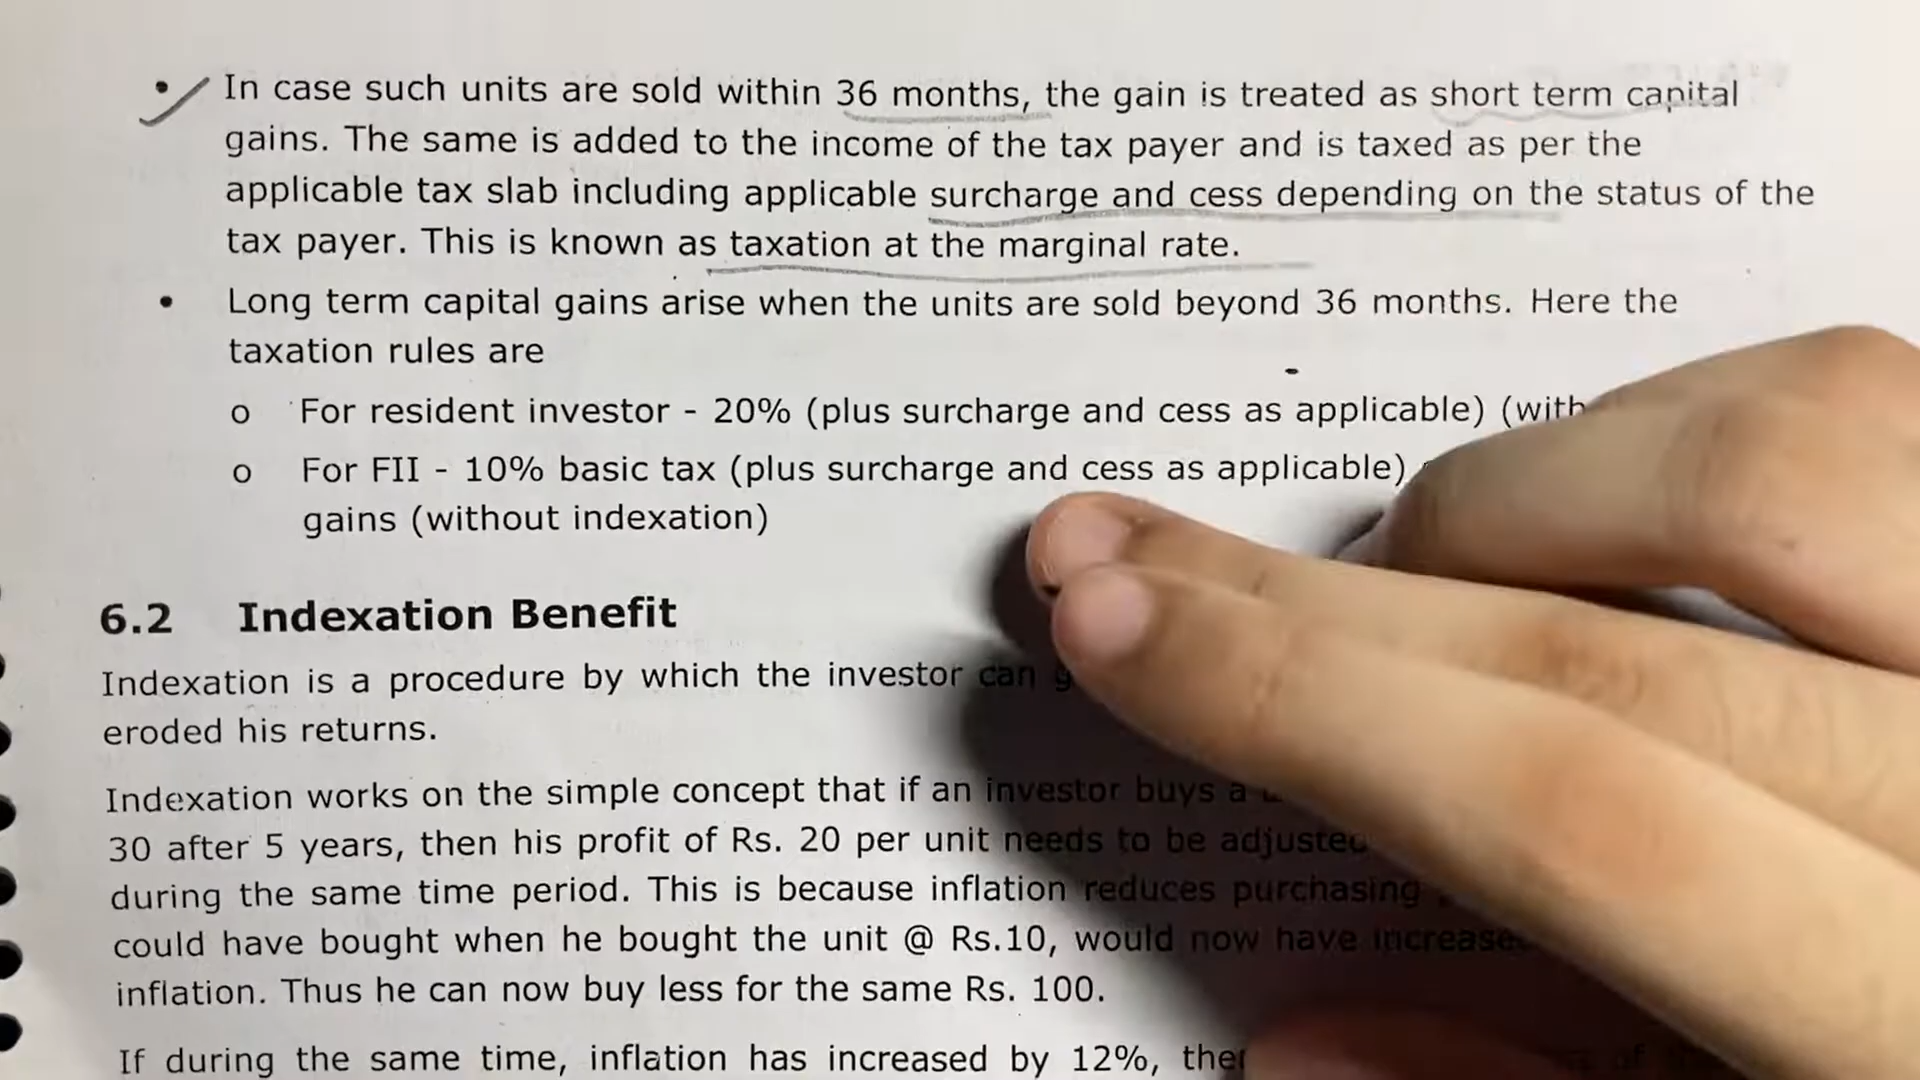 • In case such units are sold within 36 months, the gain is treated as short term capital
gains. The same is added to the income of the tax payer and is taxed as per the
applicable tax slab including applicable surcharge and cess depending on the status of the
tax payer. This is known as taxation at the marginal rate.
• Long term capital gains arise when the units are sold beyond 36 months. Here the
taxation rules are
o For resident investor - 20% (plus surcharge and cess as applicable) (with
o For FII - 10% basic tax (plus surcharge and cess as applicable)
gains (without indexation)
6.2 Indexation Benefit
Indexation is a procedure by which the investor can
eroded his returns.
Indexation works on the simple concept that if an investor buys a
30 after 5 years, then his profit of Rs. 20 per unit needs to be adjusted
during the same time period. This is because inflation reduces purchasing
could have bought when he bought the unit @ Rs.10, would now have increased
inflation. Thus he can now buy less for the same Rs. 100.
If during the same time, inflation has increased by 12%,